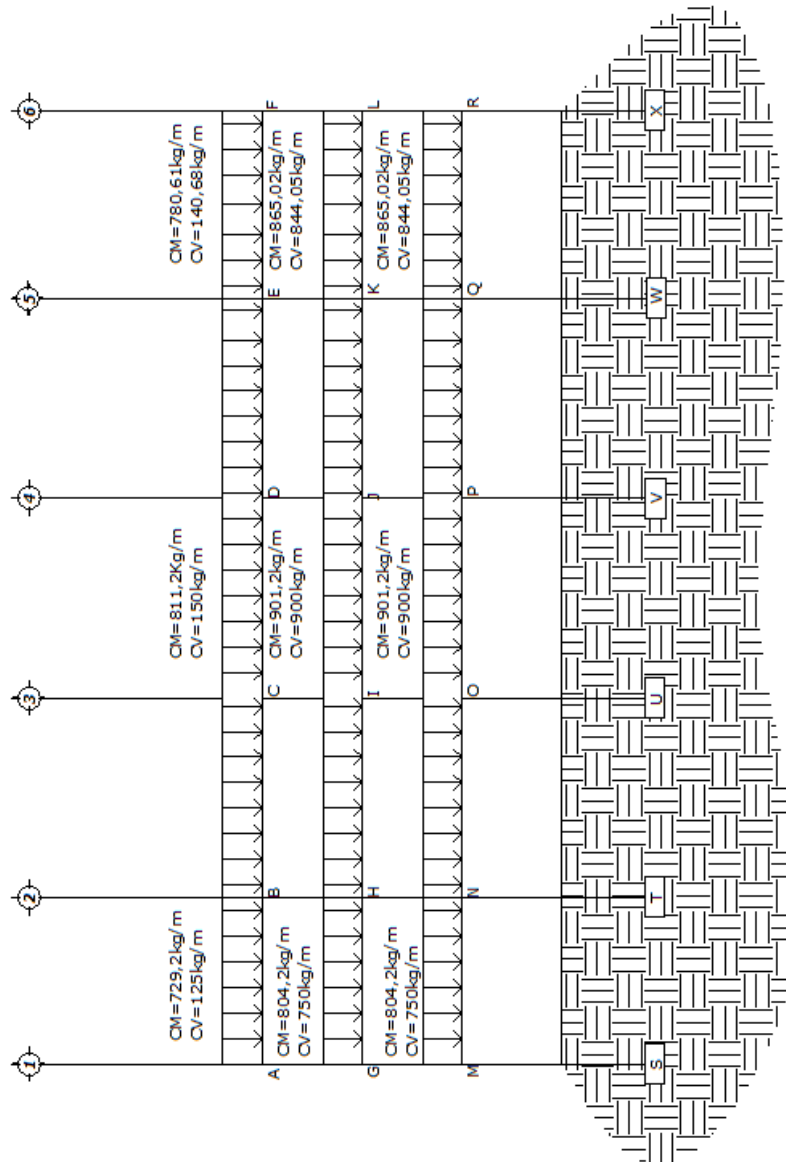 1
2
3
4
5
6
CM=729,2kg/m
CV=125kg/m
CM=811,2Kg/m
CV=150kg/m
CM=780,61kg/m
CV=140,68kg/m
A
B
C
D
E
F
CM=804,2kg/m
CV=750kg/m
CM=901,2kg/m
CV=900kg/m
CM=865,02kg/m
CV=844,05kg/m
G
H
I
J
K
L
CM=804,2kg/m
CV=750kg/m
CM=901,2kg/m
CV=900kg/m
CM=865,02kg/m
CV=844,05kg/m
M
N
O
P
Q
R
S
T
U
V
W
X